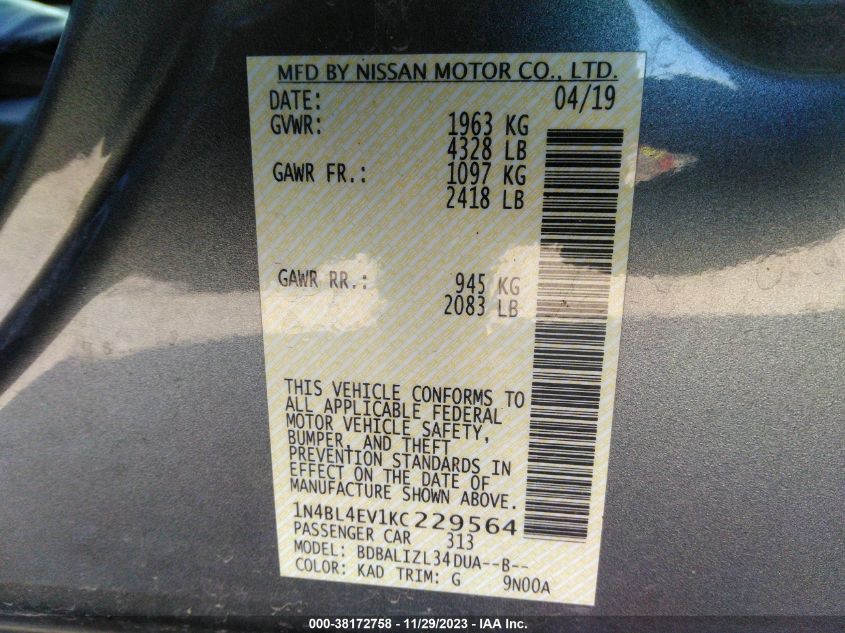 MFD BY NISSAN MOTOR CO., LTD.
DATE: 04/19
GVWR: 1963 KG
4328 LB
GAWR FR.: 1097 KG
2418 LB
GAWR RR.: 945 KG
2083 LB
THIS VEHICLE CONFORMS TO
ALL APPLICABLE FEDERAL
MOTOR VEHICLE SAFETY,
BUMPER, AND THEFT
PREVENTION STANDARDS IN
EFFECT ON THE DATE OF
MANUFACTURE SHOWN ABOVE.
1N4BL4EV1KC229564
PASSENGER CAR 313
MODEL: BDBALIZL34DUA--B--
COLOR: KAD TRIM: G 9N00A
000-38172758 - 11/29/2023 - IAA Inc.